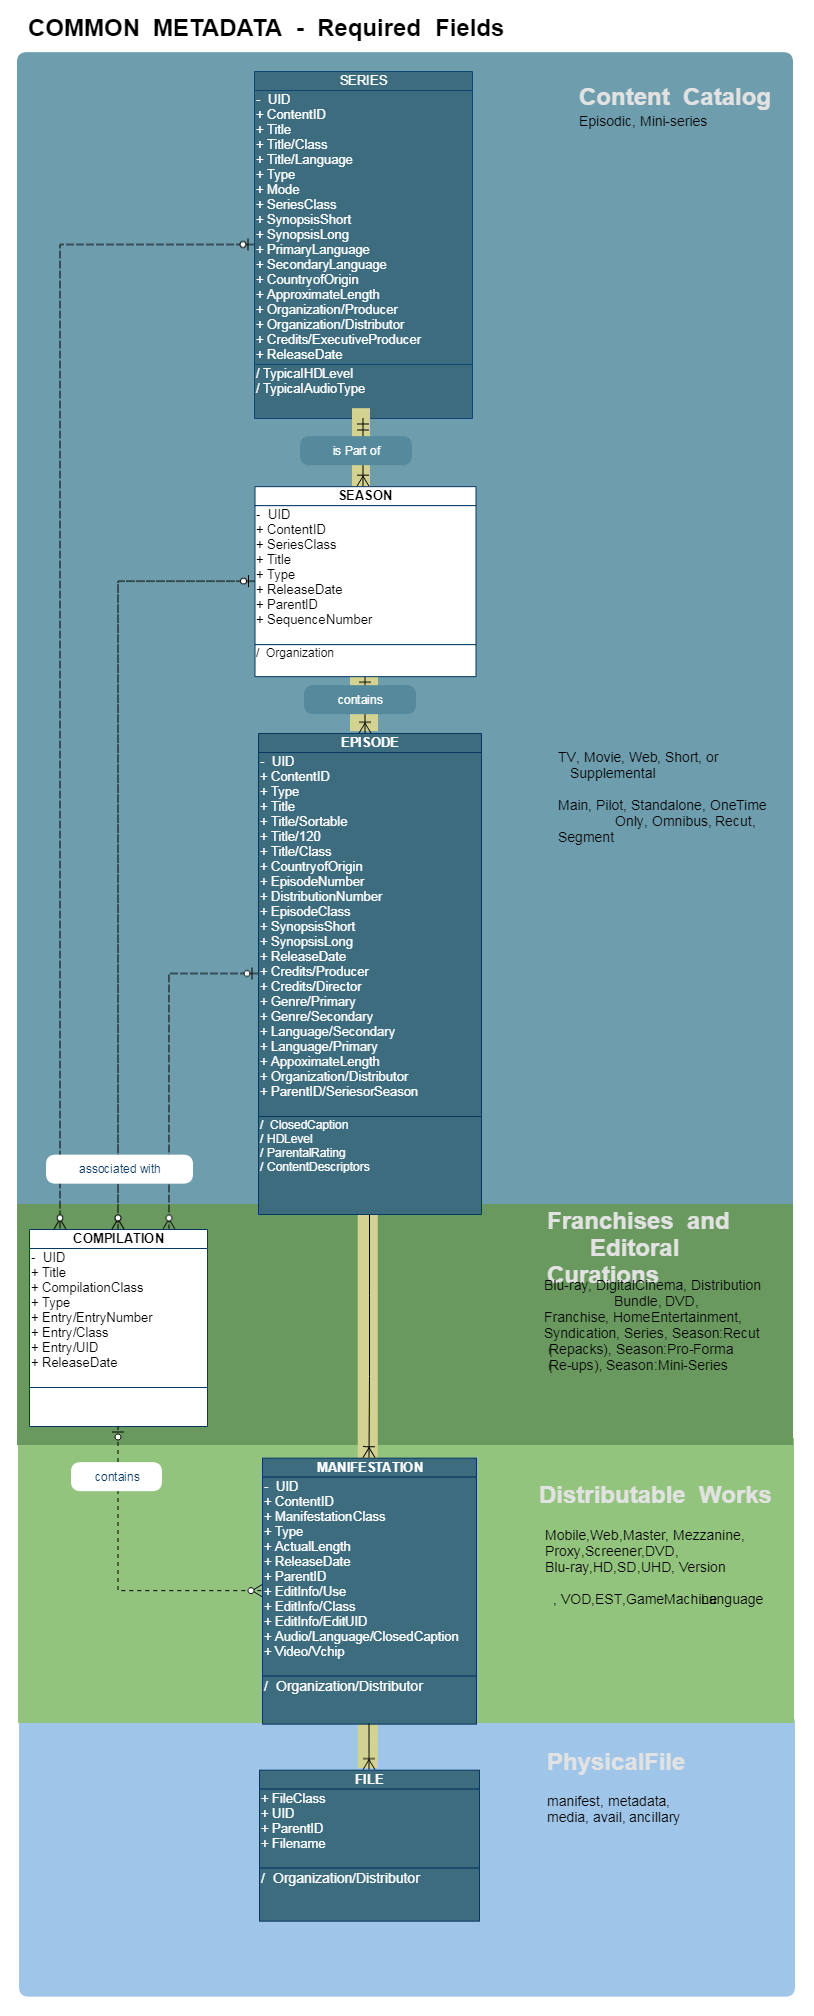 COMMON METADATA - Required Fields
SERIES
- UID
+ ContentID
+ Title
+ Title/Class
+ Title/Language
+ Type
+ Mode
+ SeriesClass
+ SynopsisShort
+ SynopsisLong
+ PrimaryLanguage
+ SecondaryLanguage
+ CountryofOrigin
+ ApproximateLength
+ Organization/Producer
+ Organization/Distributor
+ Credits/ExecutiveProducer
+ ReleaseDate
/ TypicalHDLevel
/ TypicalAudioType
Content Catalog
Episodic, Mini-series
is Part of
SEASON
- UID
+ ContentID
+ SeriesClass
+ Title
+ Type
+ ReleaseDate
+ ParentID
+ SequenceNumber
/ Organization
contains
EPISODE
- UID
+ ContentID
+ Type
+ Title
+ Title/Sortable
+ Title/120
+ Title/Class
+ CountryofOrigin
+ EpisodeNumber
+ DistributionNumber
+ EpisodeClass
+ SynopsisShort
+ SynopsisLong
+ ReleaseDate
+ Credits/Producer
+ Credits/Director
+ Genre/Primary
+ Genre/Secondary
+ Language/Secondary
+ Language/Primary
+ AppoximateLength
+ Organization/Distributor
+ ParentID/SeriesorSeason
/ ClosedCaption
/ HDLevel
/ ParentalRating
/ ContentDescriptors
TV, Movie, Web, Short, or
Supplemental
Main, Pilot, Standalone, OneTime
Only, Omnibus, Recut,
Segment
associated with
COMPILATION
- UID
+ Title
+ CompilationClass
+ Type
+ Entry/EntryNumber
+ Entry/Class
+ Entry/UID
+ ReleaseDate
Franchises and
Editoral
Curations
Blu-ray, DigitalCinema, Distribution
Bundle, DVD,
Franchise, HomeEntertainment,
Syndication, Series, Season:Recut
(Repacks), Season:Pro-Forma
(Re-ups), Season:Mini-Series
contains
MANIFESTATION
- UID
+ ContentID
+ ManifestationClass
+ Type
+ ActualLength
+ ReleaseDate
+ ParentID
+ EditInfo/Use
+ EditInfo/Class
+ EditInfo/EditUID
+ Audio/Language/ClosedCaption
+ Video/Vchip
/ Organization/Distributor
Distributable Works
Mobile,Web,Master, Mezzanine,
Proxy,Screener,DVD,
Blu-ray,HD,SD,UHD, Version
, VOD,EST,GameMachine Language
FILE
+ FileClass
+ UID
+ ParentID
+ Filename
/ Organization/Distributor
PhysicalFile
manifest, metadata,
media, avail, ancillary